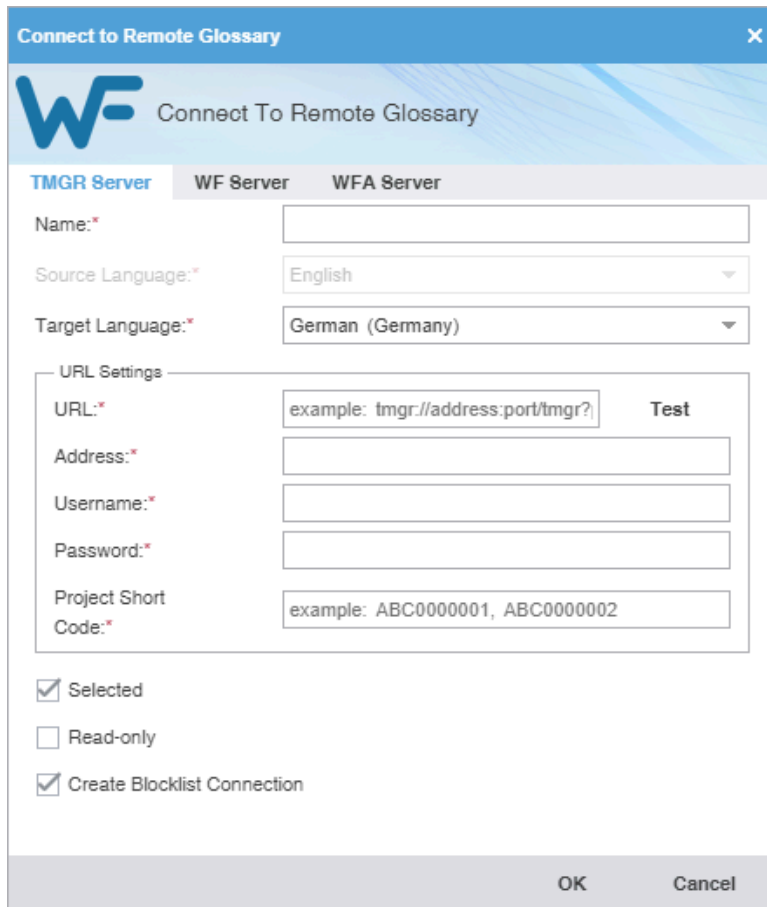 Connect to Remote Glossary
WF Connect To Remote Glossary
TMGR Server WF Server WFA Server
Name:*
Source Language:* English
Target Language:* German (Germany)
URL Settings
URL:* example: tmgr://address:port/tmgr? Test
Address:*
Username:*
Password:*
Project Short
Code:* example: ABC0000001, ABC0000002
Selected
Read-only
Create Blocklist Connection
OK Cancel